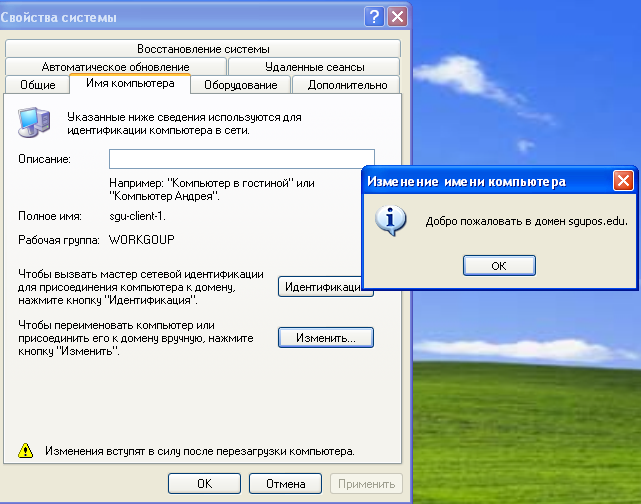 Свойства системы
Восстановление системы
Автоматическое обновление
Удаленные сеансы
Общие
Имя компьютера
Оборудование
Дополнительно
Указанные ниже сведения используются для
идентификации компьютера в сети.
Описание:
Например: "Компьютер в гостиной" или
"Компьютер Андрея".
Полное имя:
sgu-client-1.
Рабочая группа:
WORKGOUP
Чтобы вызвать мастер сетевой идентификации
для присоединения компьютера к домену,
нажмите кнопку "Идентификация".
Идентификац
Чтобы переименовать компьютер или
присоединить его к домену вручную, нажмите
кнопку "Изменить".
Изменить...
Изменения вступят в силу после перезагрузки компьютера.
OK
Отмена
Применить
Изменение имени компьютера
Добро пожаловать в домен sgupos.edu.
OK